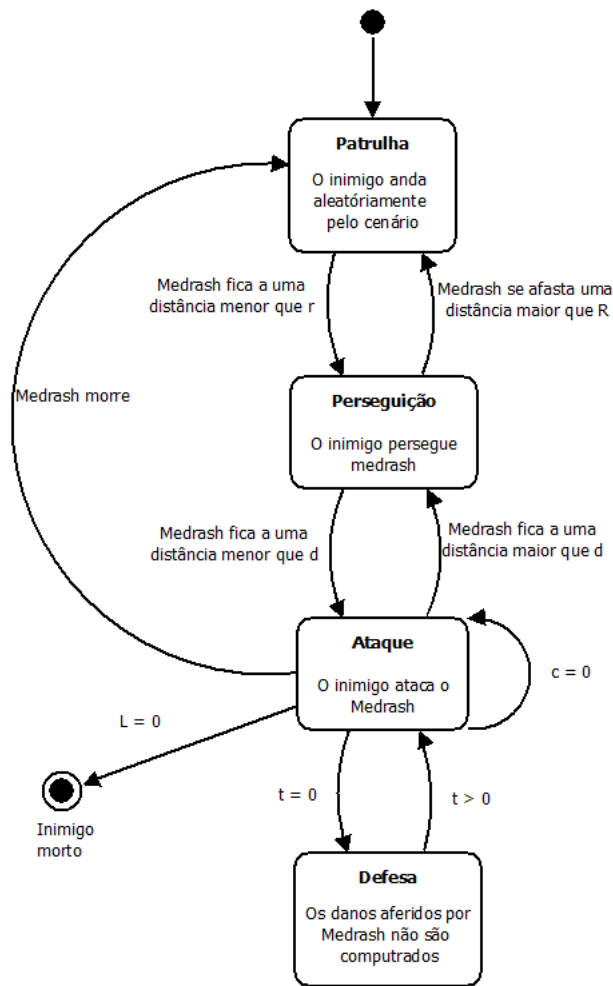 Patrulha
O inimigo anda
aleatóriamente
pelo cenário
Medrash fica a uma
distância menor que r
Medrash se afasta uma
distância maior que R
Medrash morre
Perseguição
O inimigo persegue
medrash
Medrash fica a uma
distância menor que d
Medrash fica a uma
distância maior que d
Ataque
O inimigo ataca o
Medrash
c = 0
L = 0
Inimigo
morto
t = 0
t > 0
Defesa
Os danos aferidos por
Medrash não são
computrados